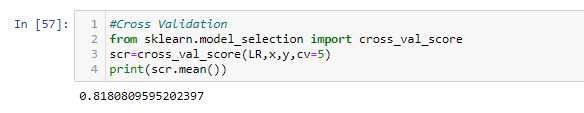 In [57]:
1 #Cross Validation
2 from sklearn.model_selection import cross_val_score
3 scr=cross_val_score(LR,x,y,cv=5)
4 print(scr.mean())
0.8180809595202397